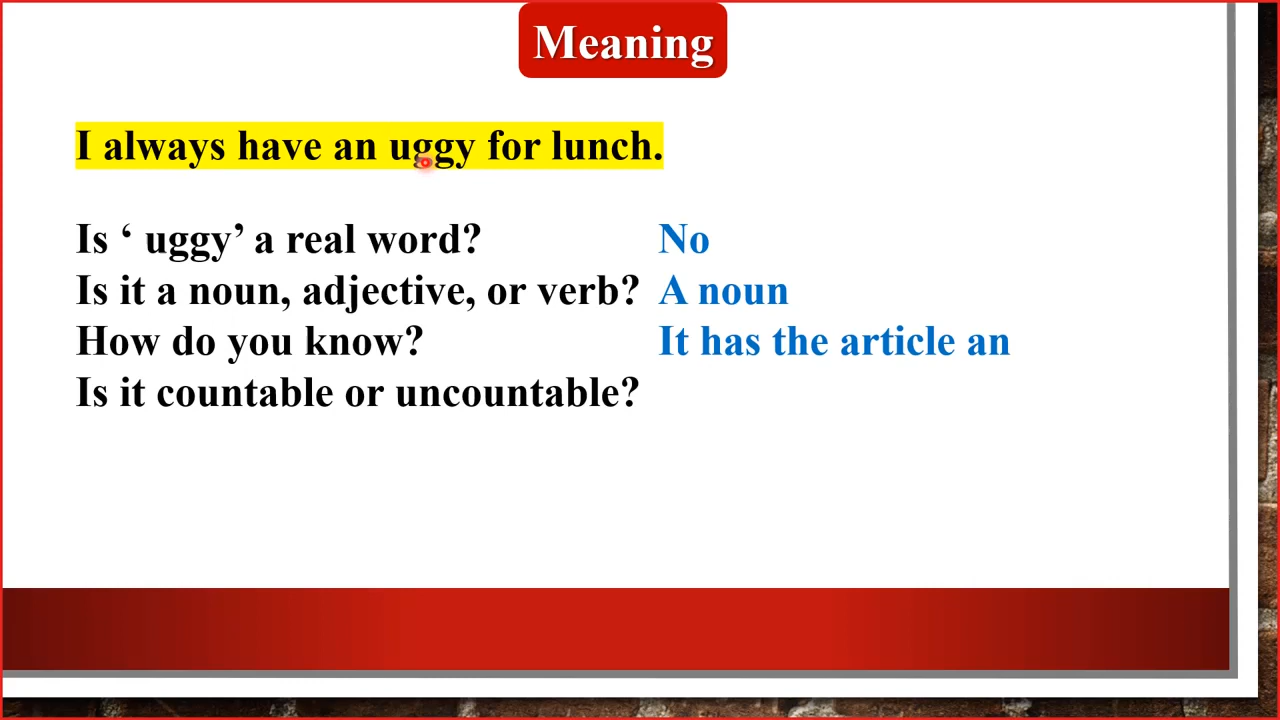 Meaning
I always have an uggy for lunch.
Is ‘ uggy’ a real word? No
Is it a noun, adjective, or verb? A noun
How do you know? It has the article an
Is it countable or uncountable?